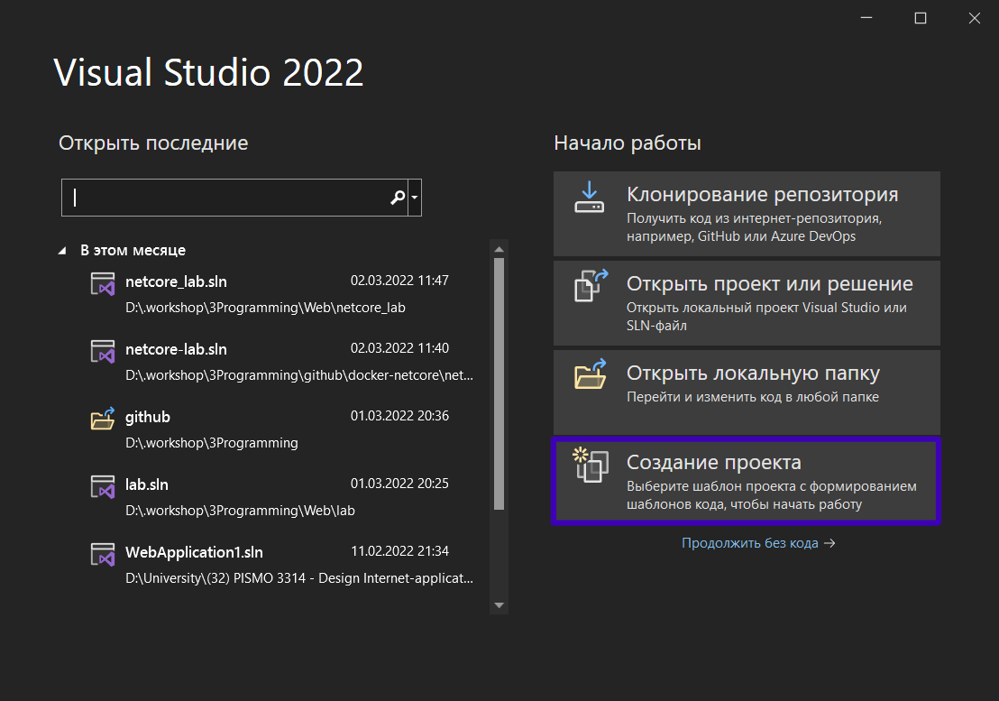 Visual Studio 2022
Открыть последние
В этом месяце
netcore_lab.sln 02.03.2022 11:47
D:\.workshop\3Programming\Web\netcore_lab
netcore-lab.sln 02.03.2022 11:40
D:\.workshop\3Programming\github\docker-netcore\net...
github 01.03.2022 20:36
D:\.workshop\3Programming
lab.sln 01.03.2022 20:25
D:\.workshop\3Programming\Web\lab
WebApplication1.sln 11.02.2022 21:34
D:\University\(32) PISMO 3314 - Design Internet-applicat...
Начало работы
Клонирование репозитория
Получить код из интернет-репозитория,
например, GitHub или Azure DevOps
Открыть проект или решение
Открыть локальный проект Visual Studio или
SLN-файл
Открыть локальную папку
Перейти и изменить код в любой папке
Создание проекта
Выберите шаблон проекта с формированием
шаблонов кода, чтобы начать работу
Продолжить без кода →